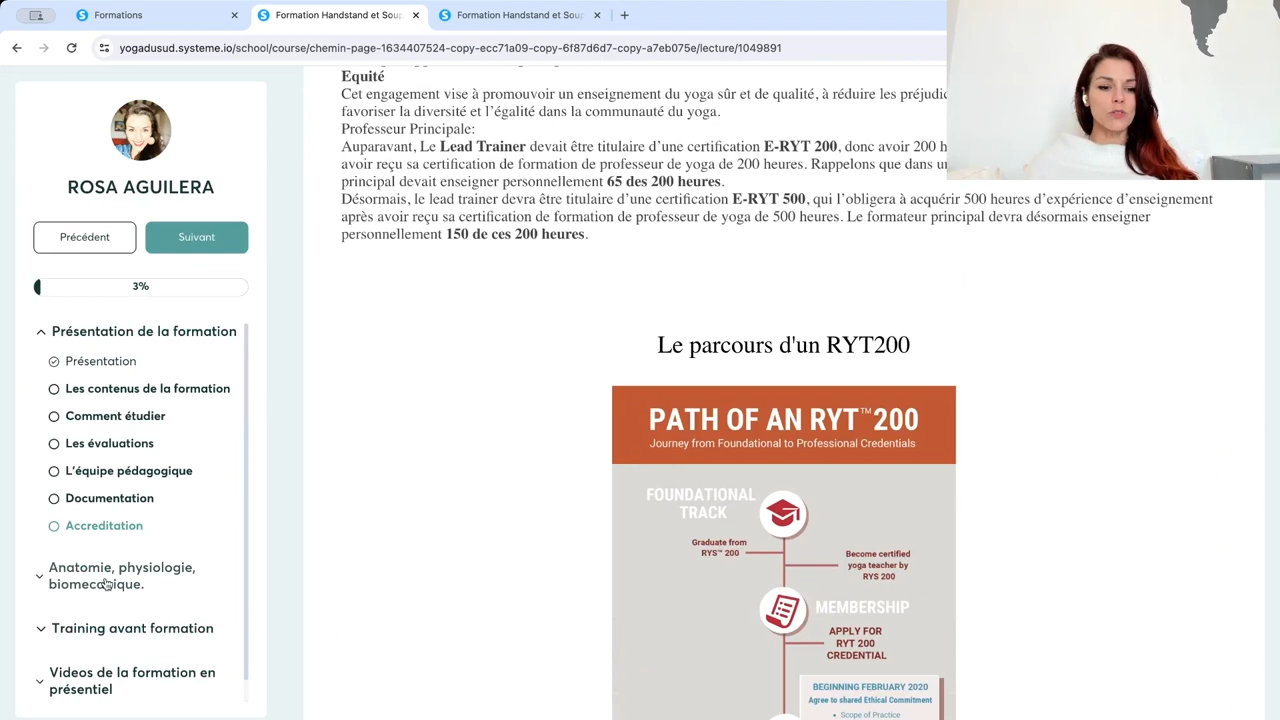 Formations
Formation Handstand et Sou
Formation Handstand et Sou
yogadusud.systeme.io/school/course/chemin-page-1634407524-copy-ecc71a09-copy-6f87d6d7-copy-a7eb075e/lecture/1049891
ROSA AGUILERA
Précédent
Suivant
3%
Présentation de la formation
Présentation
Les contenus de la formation
Comment étudier
Les évaluations
L'équipe pédagogique
Documentation
Accreditation
Anatomie, physiologie,
biomecanique.
Training avant formation
Videos de la formation en
présentiel
Equité
Cet engagement vise à promouvoir un enseignement du yoga sûr et de qualité, à réduire les
favoriser la diversité et l'égalité dans la communauté du yoga.
Professeur Principale:
Auparavant, Le Lead Trainer devait être titulaire d'une certification E-RYT 200, donc avoir 200
avoir reçu sa certification de formation de professeur de yoga de 200 heures. Rappelons que dans
principal devait enseigner personnellement 65 des 200 heures.
Désormais, le lead trainer devra être titulaire d'une certification E-RYT 500, qui l'obligera à acquérir 500 heures d'expérience d'enseignement
après avoir reçu sa certification de formation de professeur de yoga de 500 heures. Le formateur principal devra désormais enseigner
personnellement 150 de ces 200 heures.
Le parcours d'un RYT200
PATH OF AN RYT™ 200
Journey from Foundational to Professional Credentials
FOUNDATIONAL
TRACK
Graduate from
RYS™ 200
Become certified
yoga teacher by
RYS 200
MEMBERSHIP
APPLY FOR
RYT 200
CREDENTIAL
BEGINNING FEBRUARY 2020
Agree to shared Ethical Commitment
• Scope of Practice